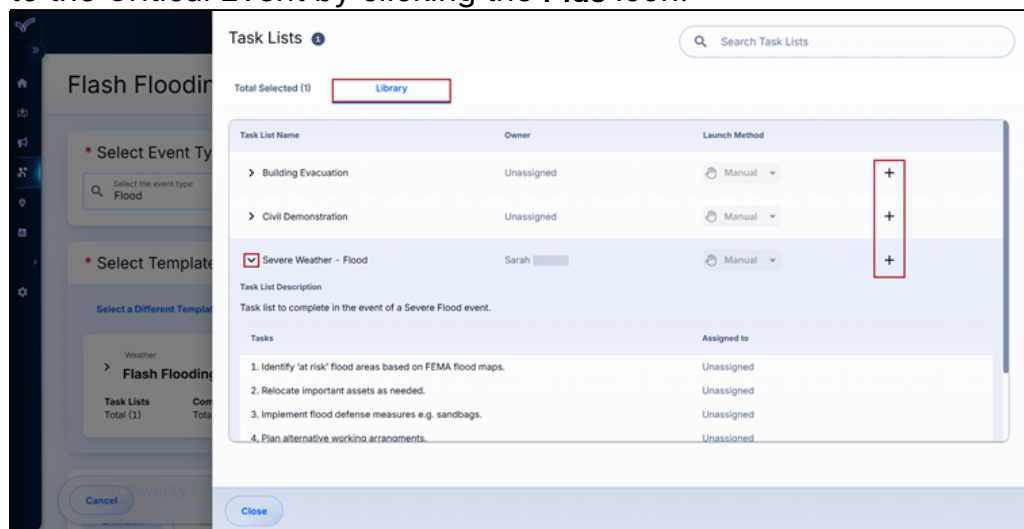 to the Critical Event by clicking the Plus icon.
Task Lists 1
Search Task Lists
Flash Floodin
Total Selected (1) Library
Task List Name Owner Launch Method
* Select Event Ty
Building Evacuation Unassigned Manual
Select the event type
Flood
Civil Demonstration Unassigned Manual
* Select Template
Severe Weather - Flood Sarah Manual
Task List Description
Select a Different Templat
Task list to complete in the event of a Severe Flood event.
Tasks Assigned to
Weather
Flash Flooding
1. Identify 'at risk' flood areas based on FEMA flood maps. Unassigned
2. Relocate important assets as needed. Unassigned
Task Lists Com
Total (1) Tota
3. Implement flood defense measures e.g. sandbags. Unassigned
4. Plan alternative working arrangments. Unassigned
Set Severity Le
Cancel
Close